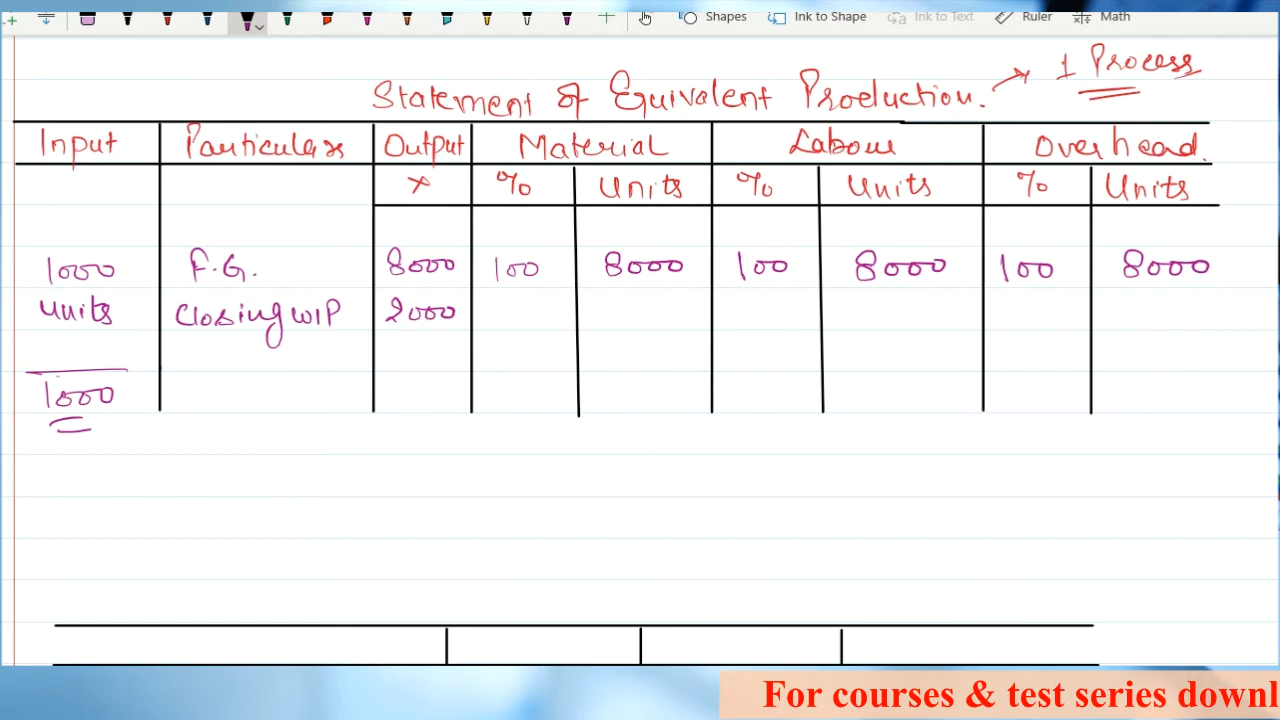 Shapes Ink to Shape Ink to Text Ruler Math
Statement of Equivalent Production. → 1 Process
Input Particulars Output Material Labour Overhead.
x % Units % Units % Units
1000 F.G. 8000 100 8000 100 8000 100 8000
Units Closing WIP 2000
1000
For courses & test series downl